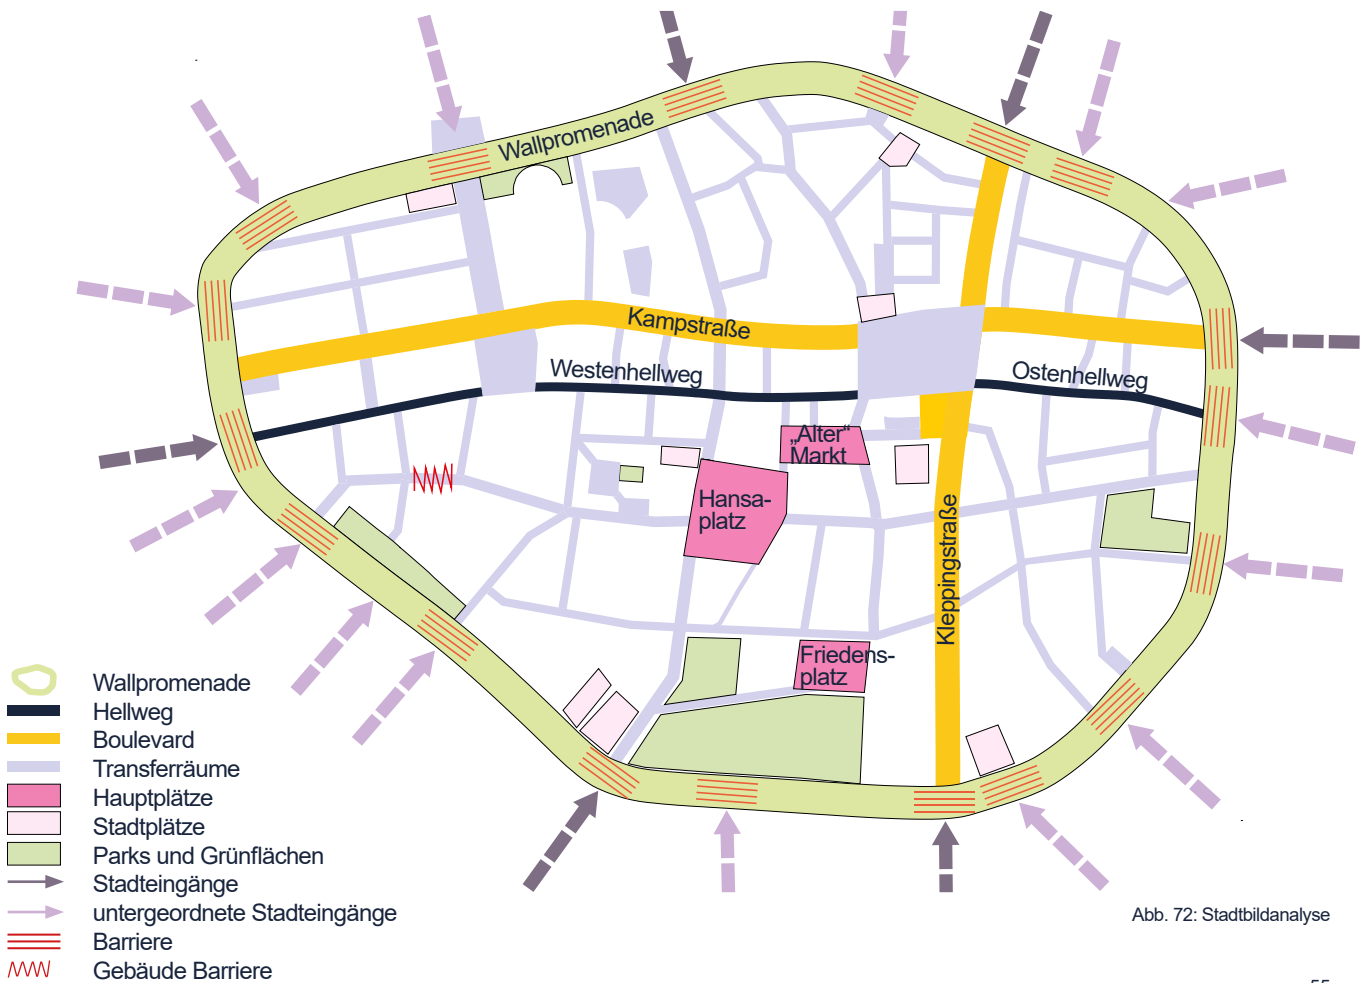 Wallpromenade
Kampstraße
Westenhellweg
Ostenhellweg
„Alter"
Markt
Hansa-
platz
Kleppingstraße
Friedens-
platz
Wallpromenade
Hellweg
Boulevard
Transferräume
Hauptplätze
Stadtplätze
Parks und Grünflächen
Stadteingänge
untergeordnete Stadteingänge
Barriere
Gebäude Barriere
Abb. 72: Stadtbildanalyse